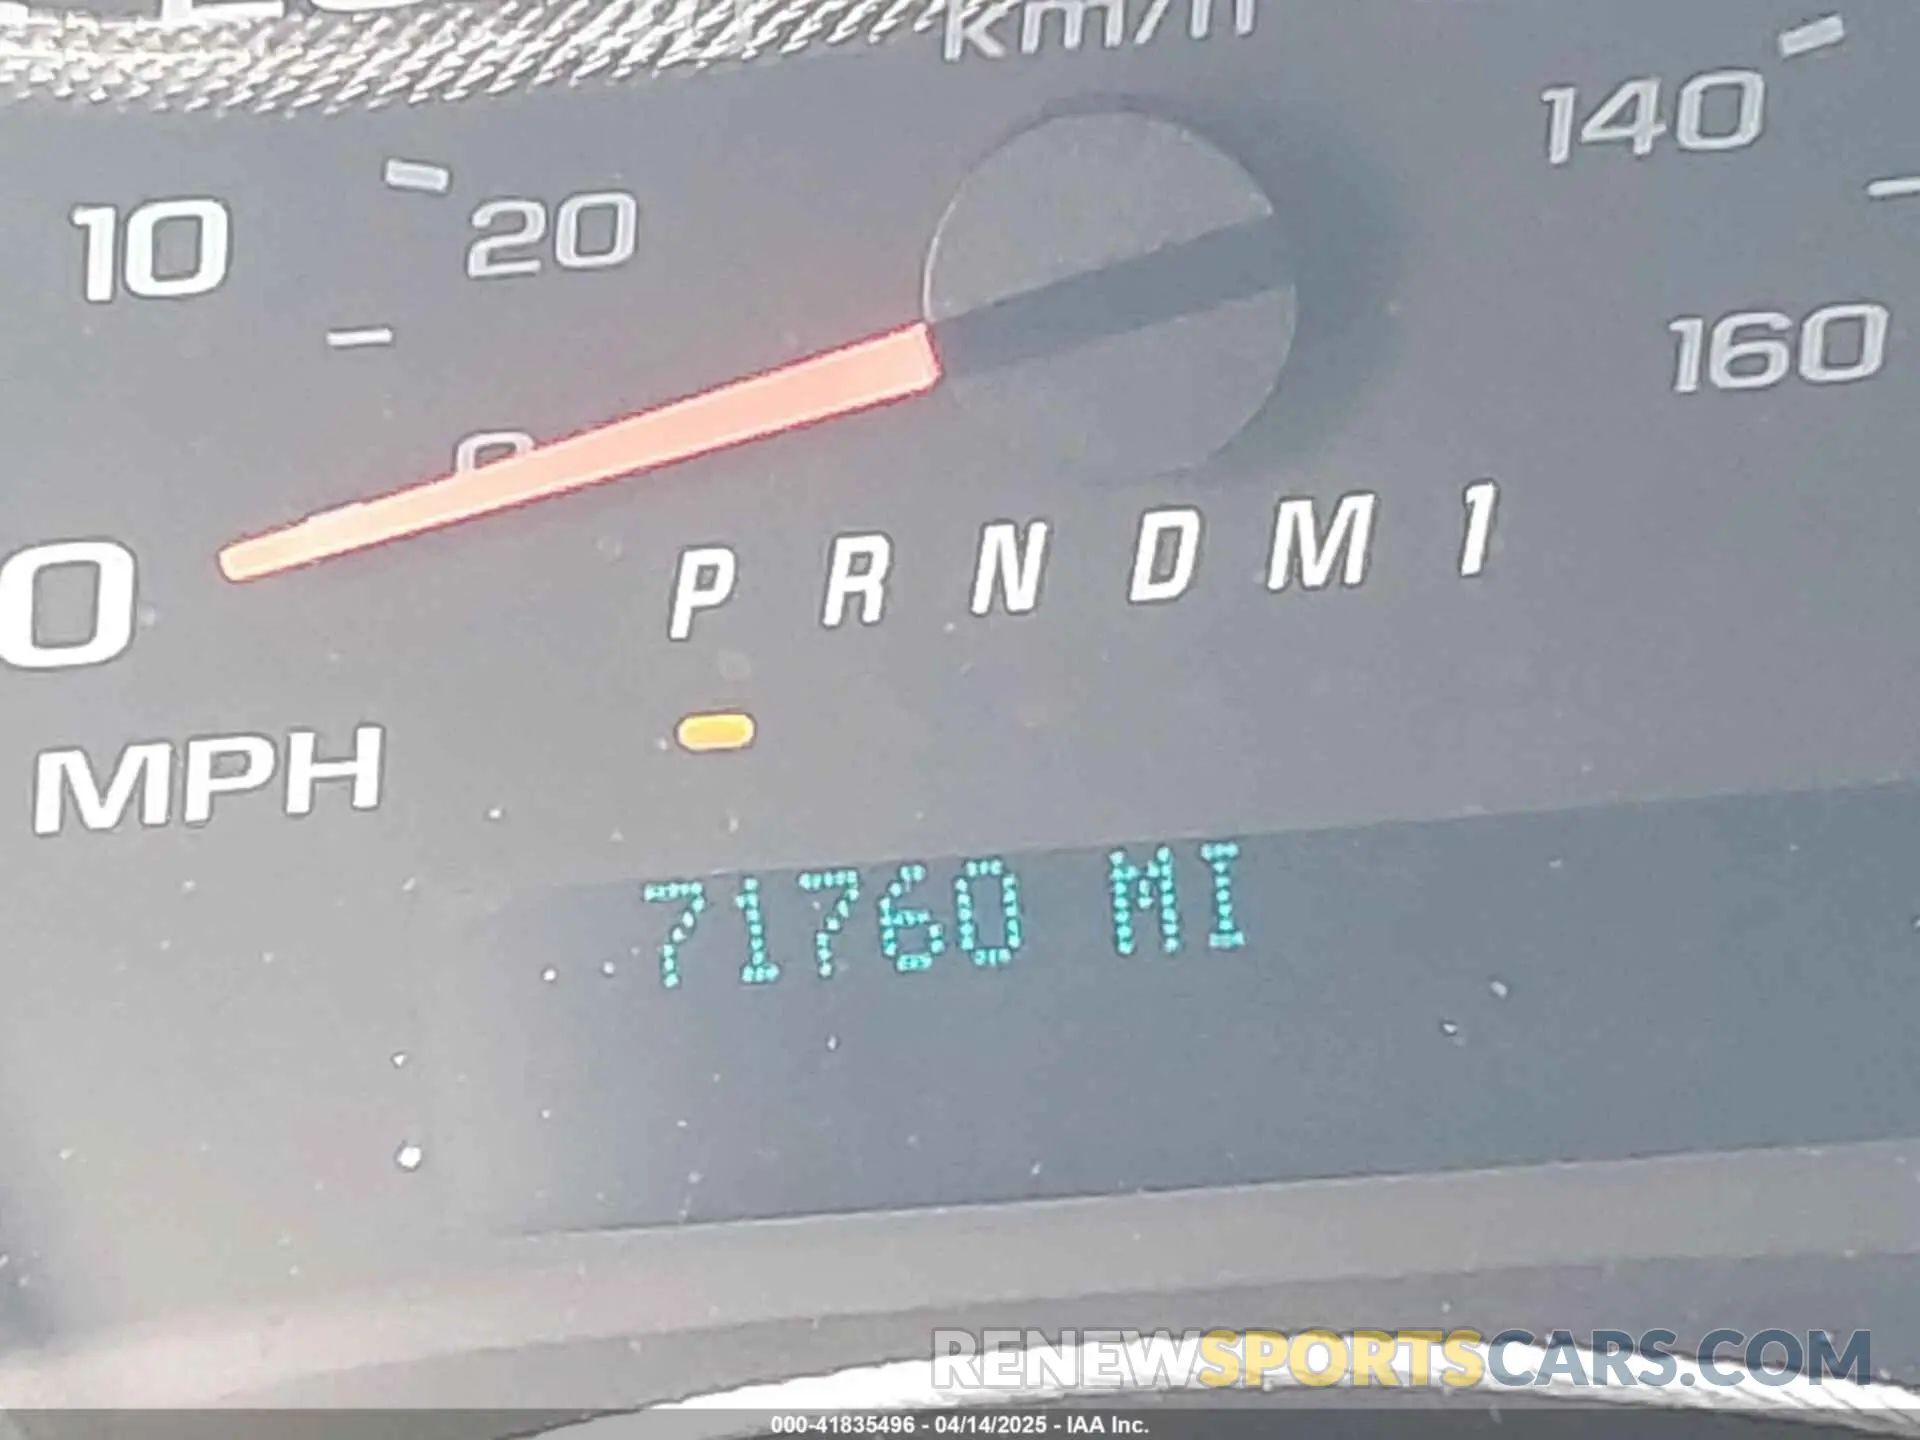 km/h
140
10
20
160
0
0
P R N D M 1
MPH
71760 MI
RENEWSPORTSCARS.COM
000-41835496 - 04/14/2025 - IAA Inc.